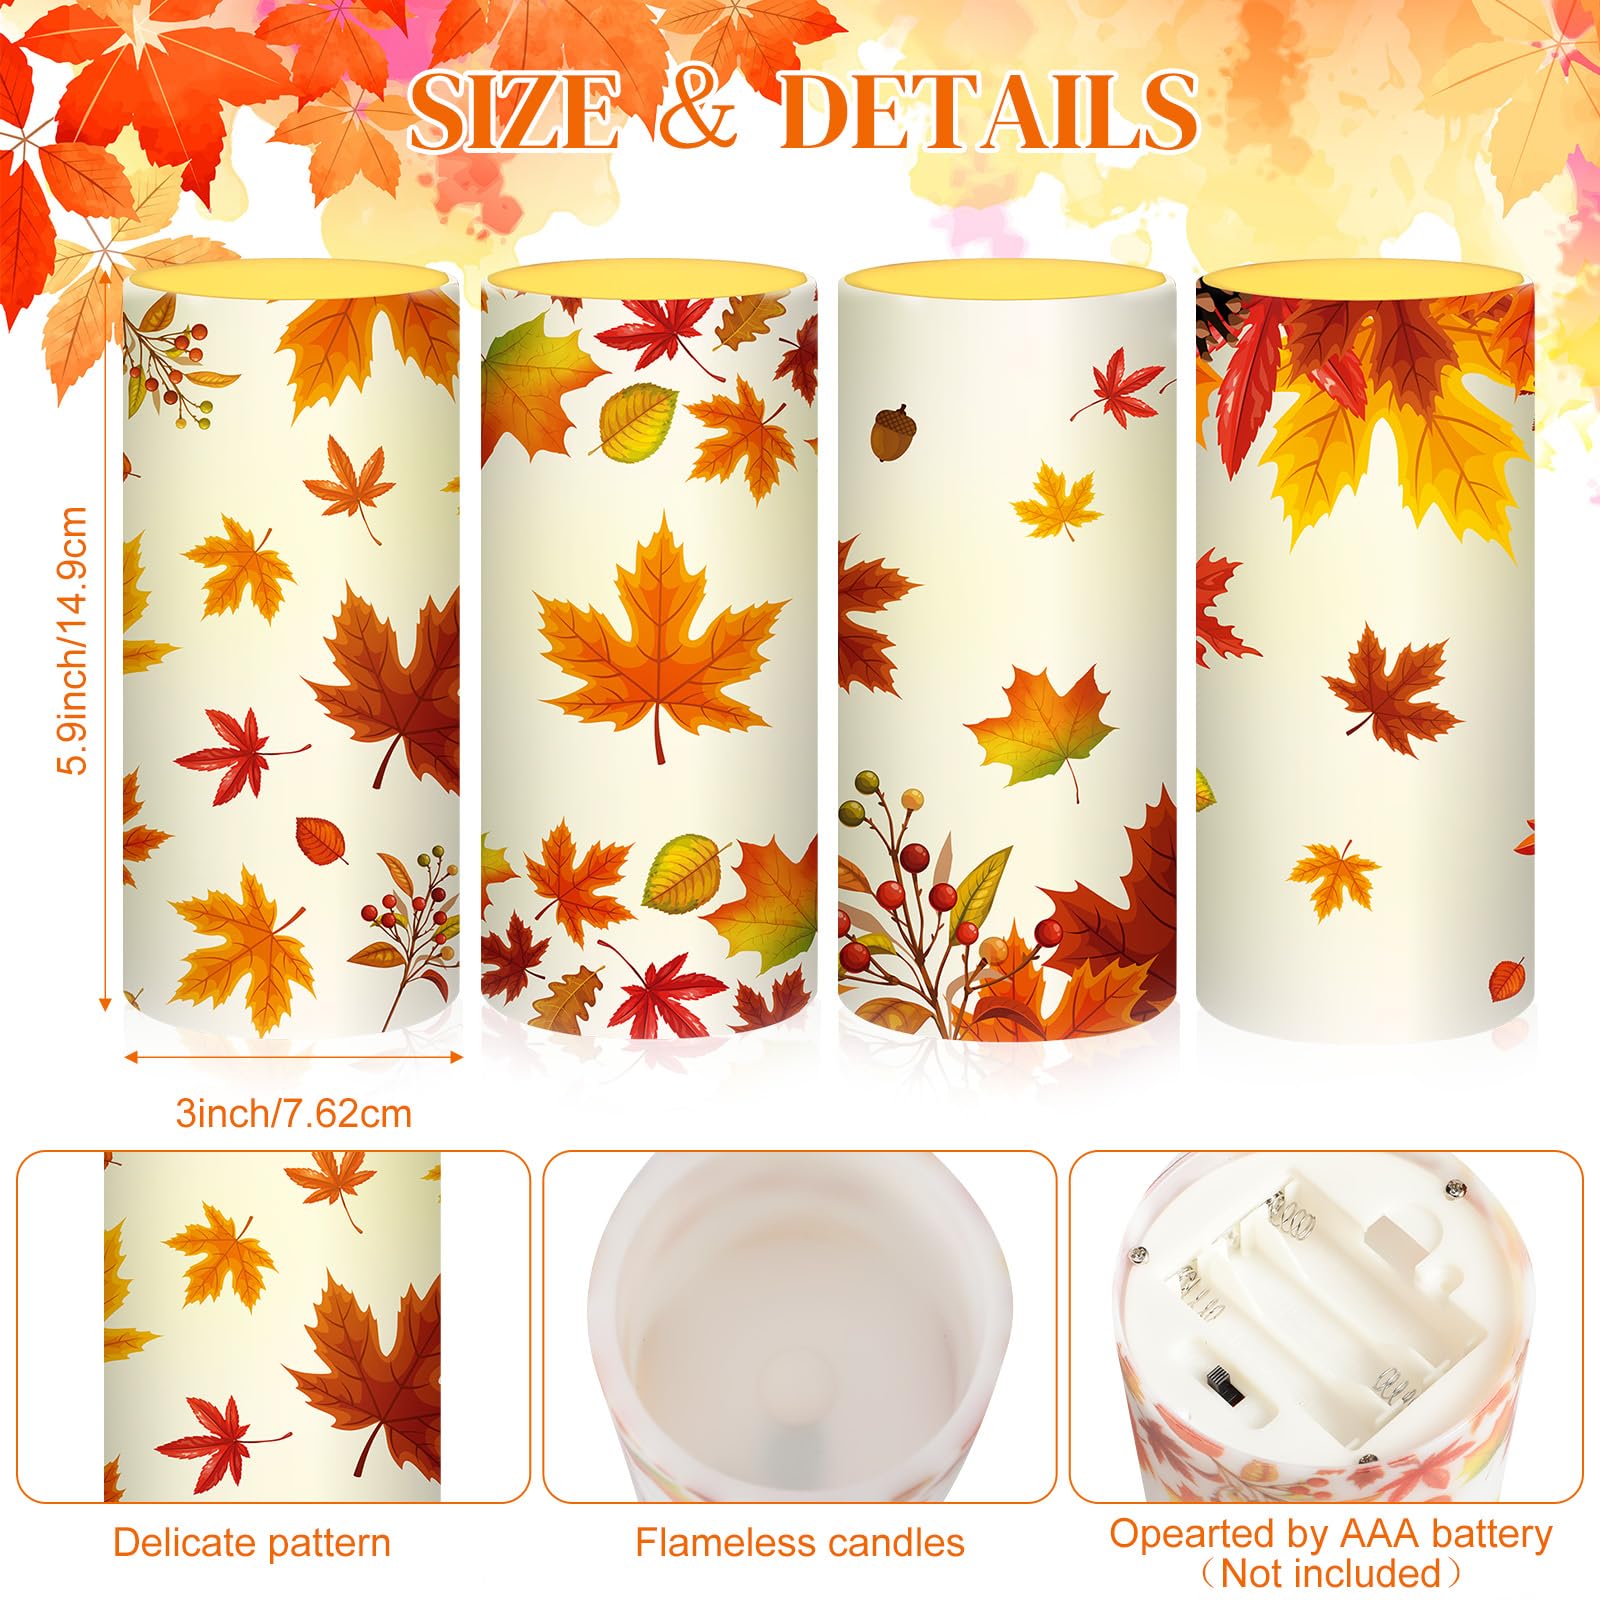 SIZE & DETAILS
5.9inch/14.9cm
3inch/7.62cm
Delicate pattern
Flameless candles
Opearted by AAA battery
（Not included）